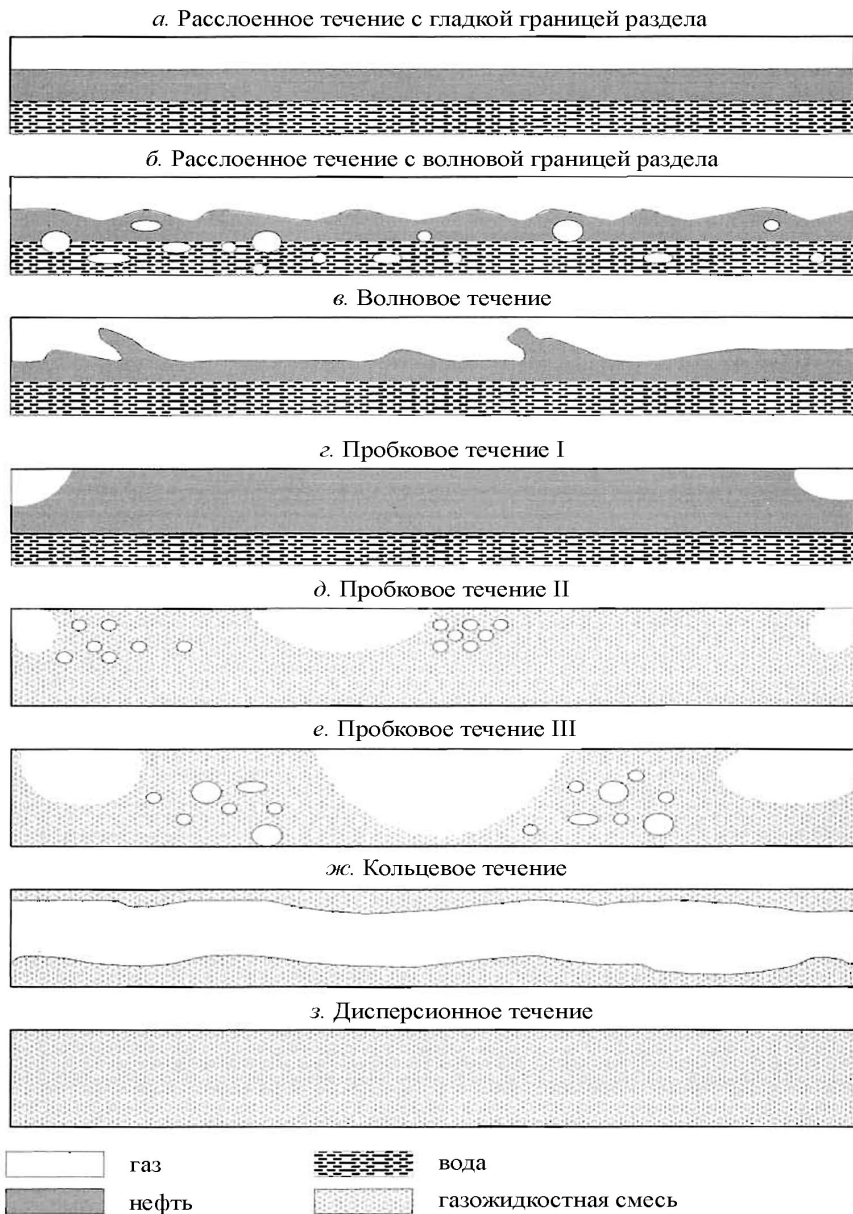 а. Расслоенное течение с гладкой границей раздела
б. Расслоенное течение с волновой границей раздела
в. Волновое течение
г. Пробковое течение I
д. Пробковое течение II
е. Пробковое течение III
ж. Кольцевое течение
з. Дисперсионное течение
газ
вода
нефть
газожидкостная смесь